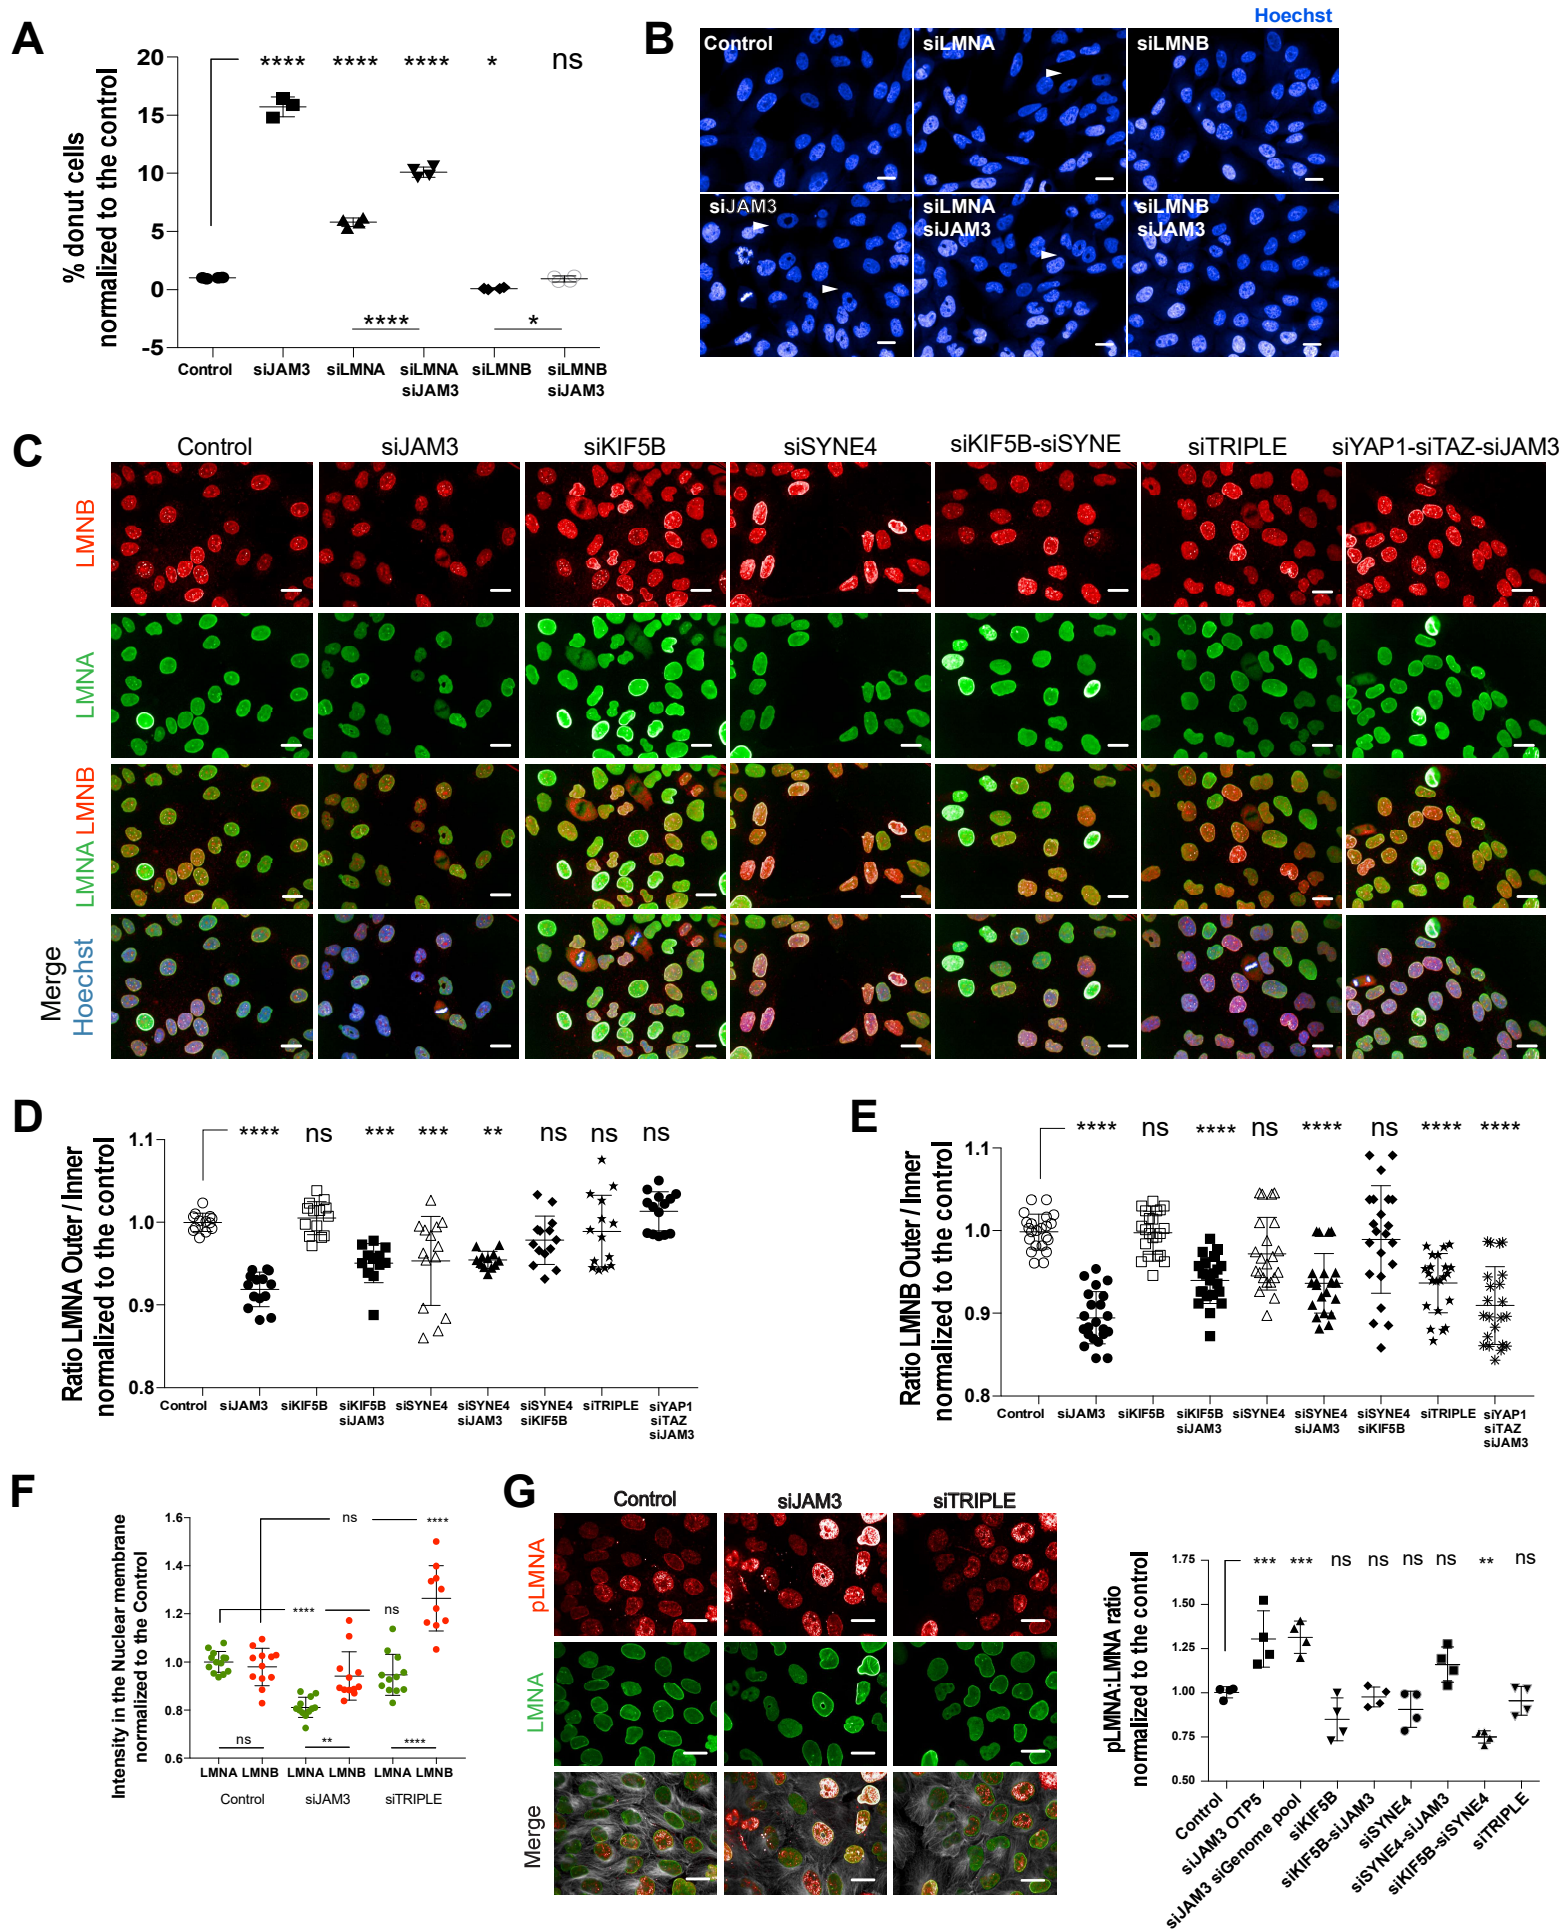 A
% donut cells
normalized to the control
20
15
10
5
0
-5
**** **** **** * ns
**** *
Control siJAM3 siLMNA siLMNA siLMNB siLMNB
siJAM3 siJAM3
B
Hoechst
Control siLMNA siLMNB
siJAM3 siLMNA siLMNB
siJAM3 siJAM3
C
Control siJAM3 siKIF5B siSYNE4 siKIF5B-siSYNE siTRIPLE siYAP1-siTAZ-siJAM3
LMNB
LMNA
LMNA LMNB
Merge
Hoechst
D
Ratio LMNA Outer / Inner
normalized to the control
1.1
1.0
0.9
0.8
**** ns *** *** ** ns ns ns
Control siJAM3 siKIF5B siKIF5B siSYNE4 siSYNE4 siSYNE4 siTRIPLE siYAP1
siJAM3 siJAM3 siKIF5B siTAZ
siJAM3
E
Ratio LMNB Outer / Inner
normalized to the control
1.1
1.0
0.9
0.8
**** ns **** ns **** ns **** ****
Control siJAM3 siKIF5B siKIF5B siSYNE4 siSYNE4 siSYNE4 siTRIPLE siYAP1
siJAM3 siJAM3 siKIF5B siTAZ
siJAM3
F
Intensity in the Nuclear membrane
normalized to the Control
1.6
1.4
1.2
1.0
0.8
0.6
ns ****
**** ns
ns ** ****
LMNA LMNB LMNA LMNB LMNA LMNB
Control siJAM3 siTRIPLE
G
Control siJAM3 siTRIPLE
pLMNA
LMNA
Merge
pLMNA:LMNA ratio
normalized to the control
1.75
1.50
1.25
1.00
0.75
0.50
*** *** ns ns ns ns ** ns
Control
siJAM3 OTP5
siJAM3 siGenome pool
siKIF5B
siKIF5B-siJAM3
siSYNE4
siSYNE4-siJAM3
siKIF5B-siSYNE4
siTRIPLE